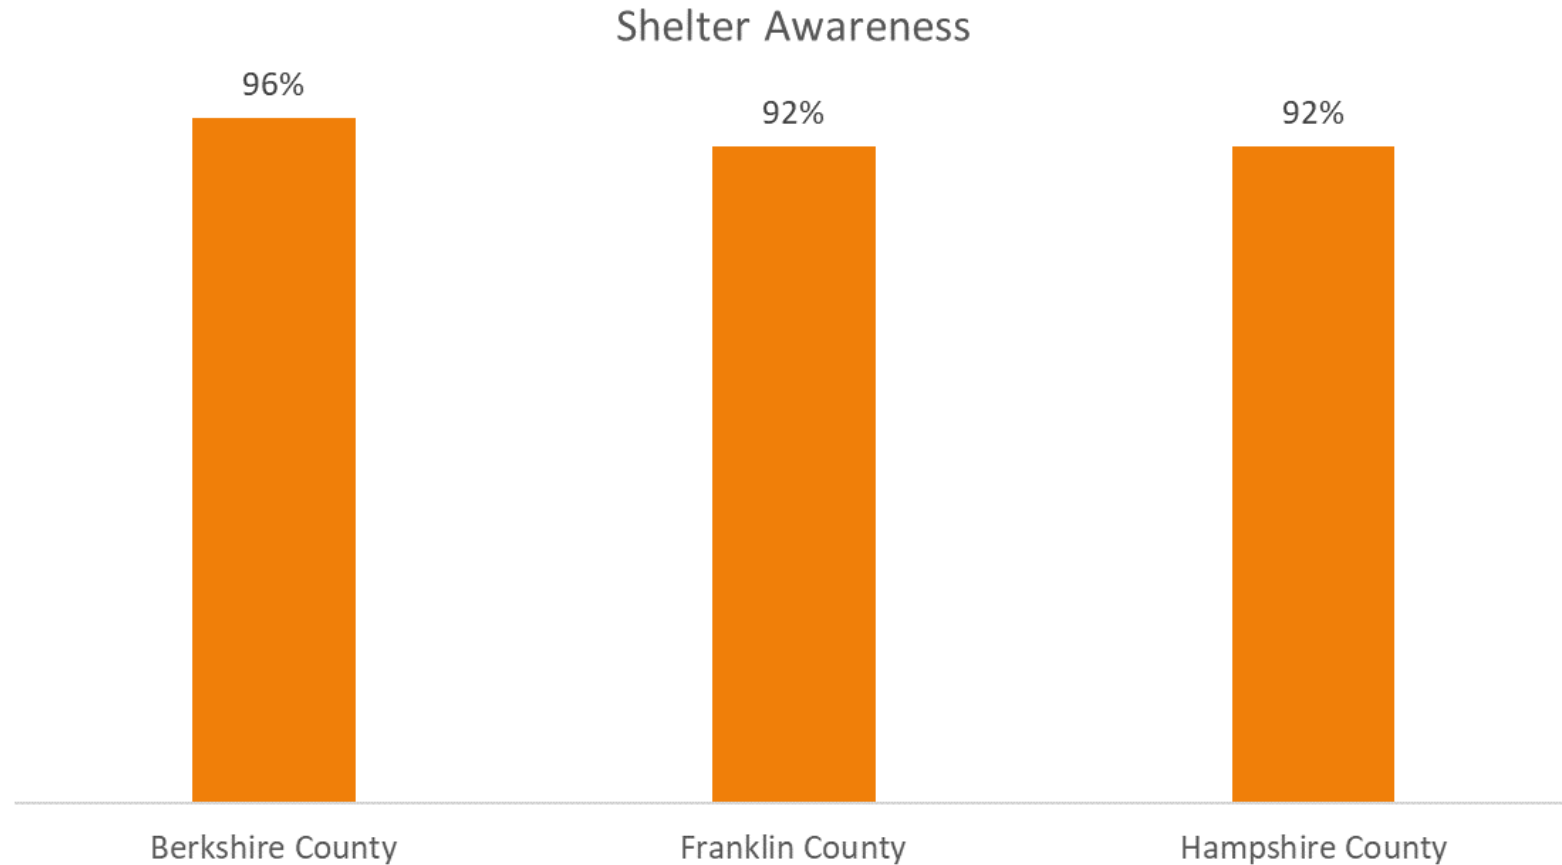 Shelter Awareness
96%
92%
92%
Berkshire County
Franklin County
Hampshire County